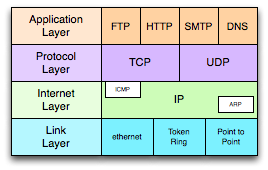 Application
Layer
FTP
HTTP
SMTP
DNS
Protocol
Layer
TCP
UDP
Internet
Layer
ICMP
IP
ARP
Link
Layer
ethernet
Token
Ring
Point to
Point